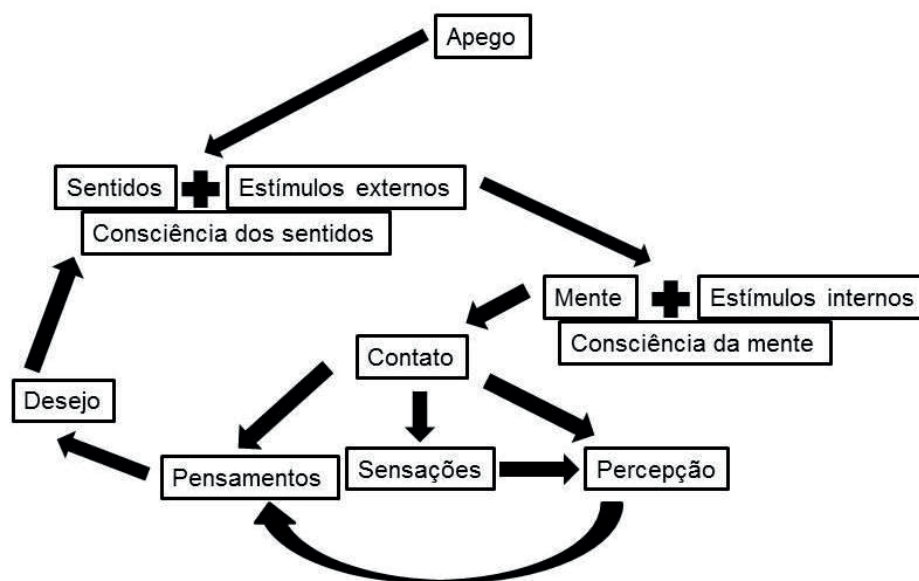 Apego
Sentidos
Estímulos externos
Consciência dos sentidos
Mente
Estímulos internos
Consciência da mente
Contato
Desejo
Pensamentos
Sensações
Percepção